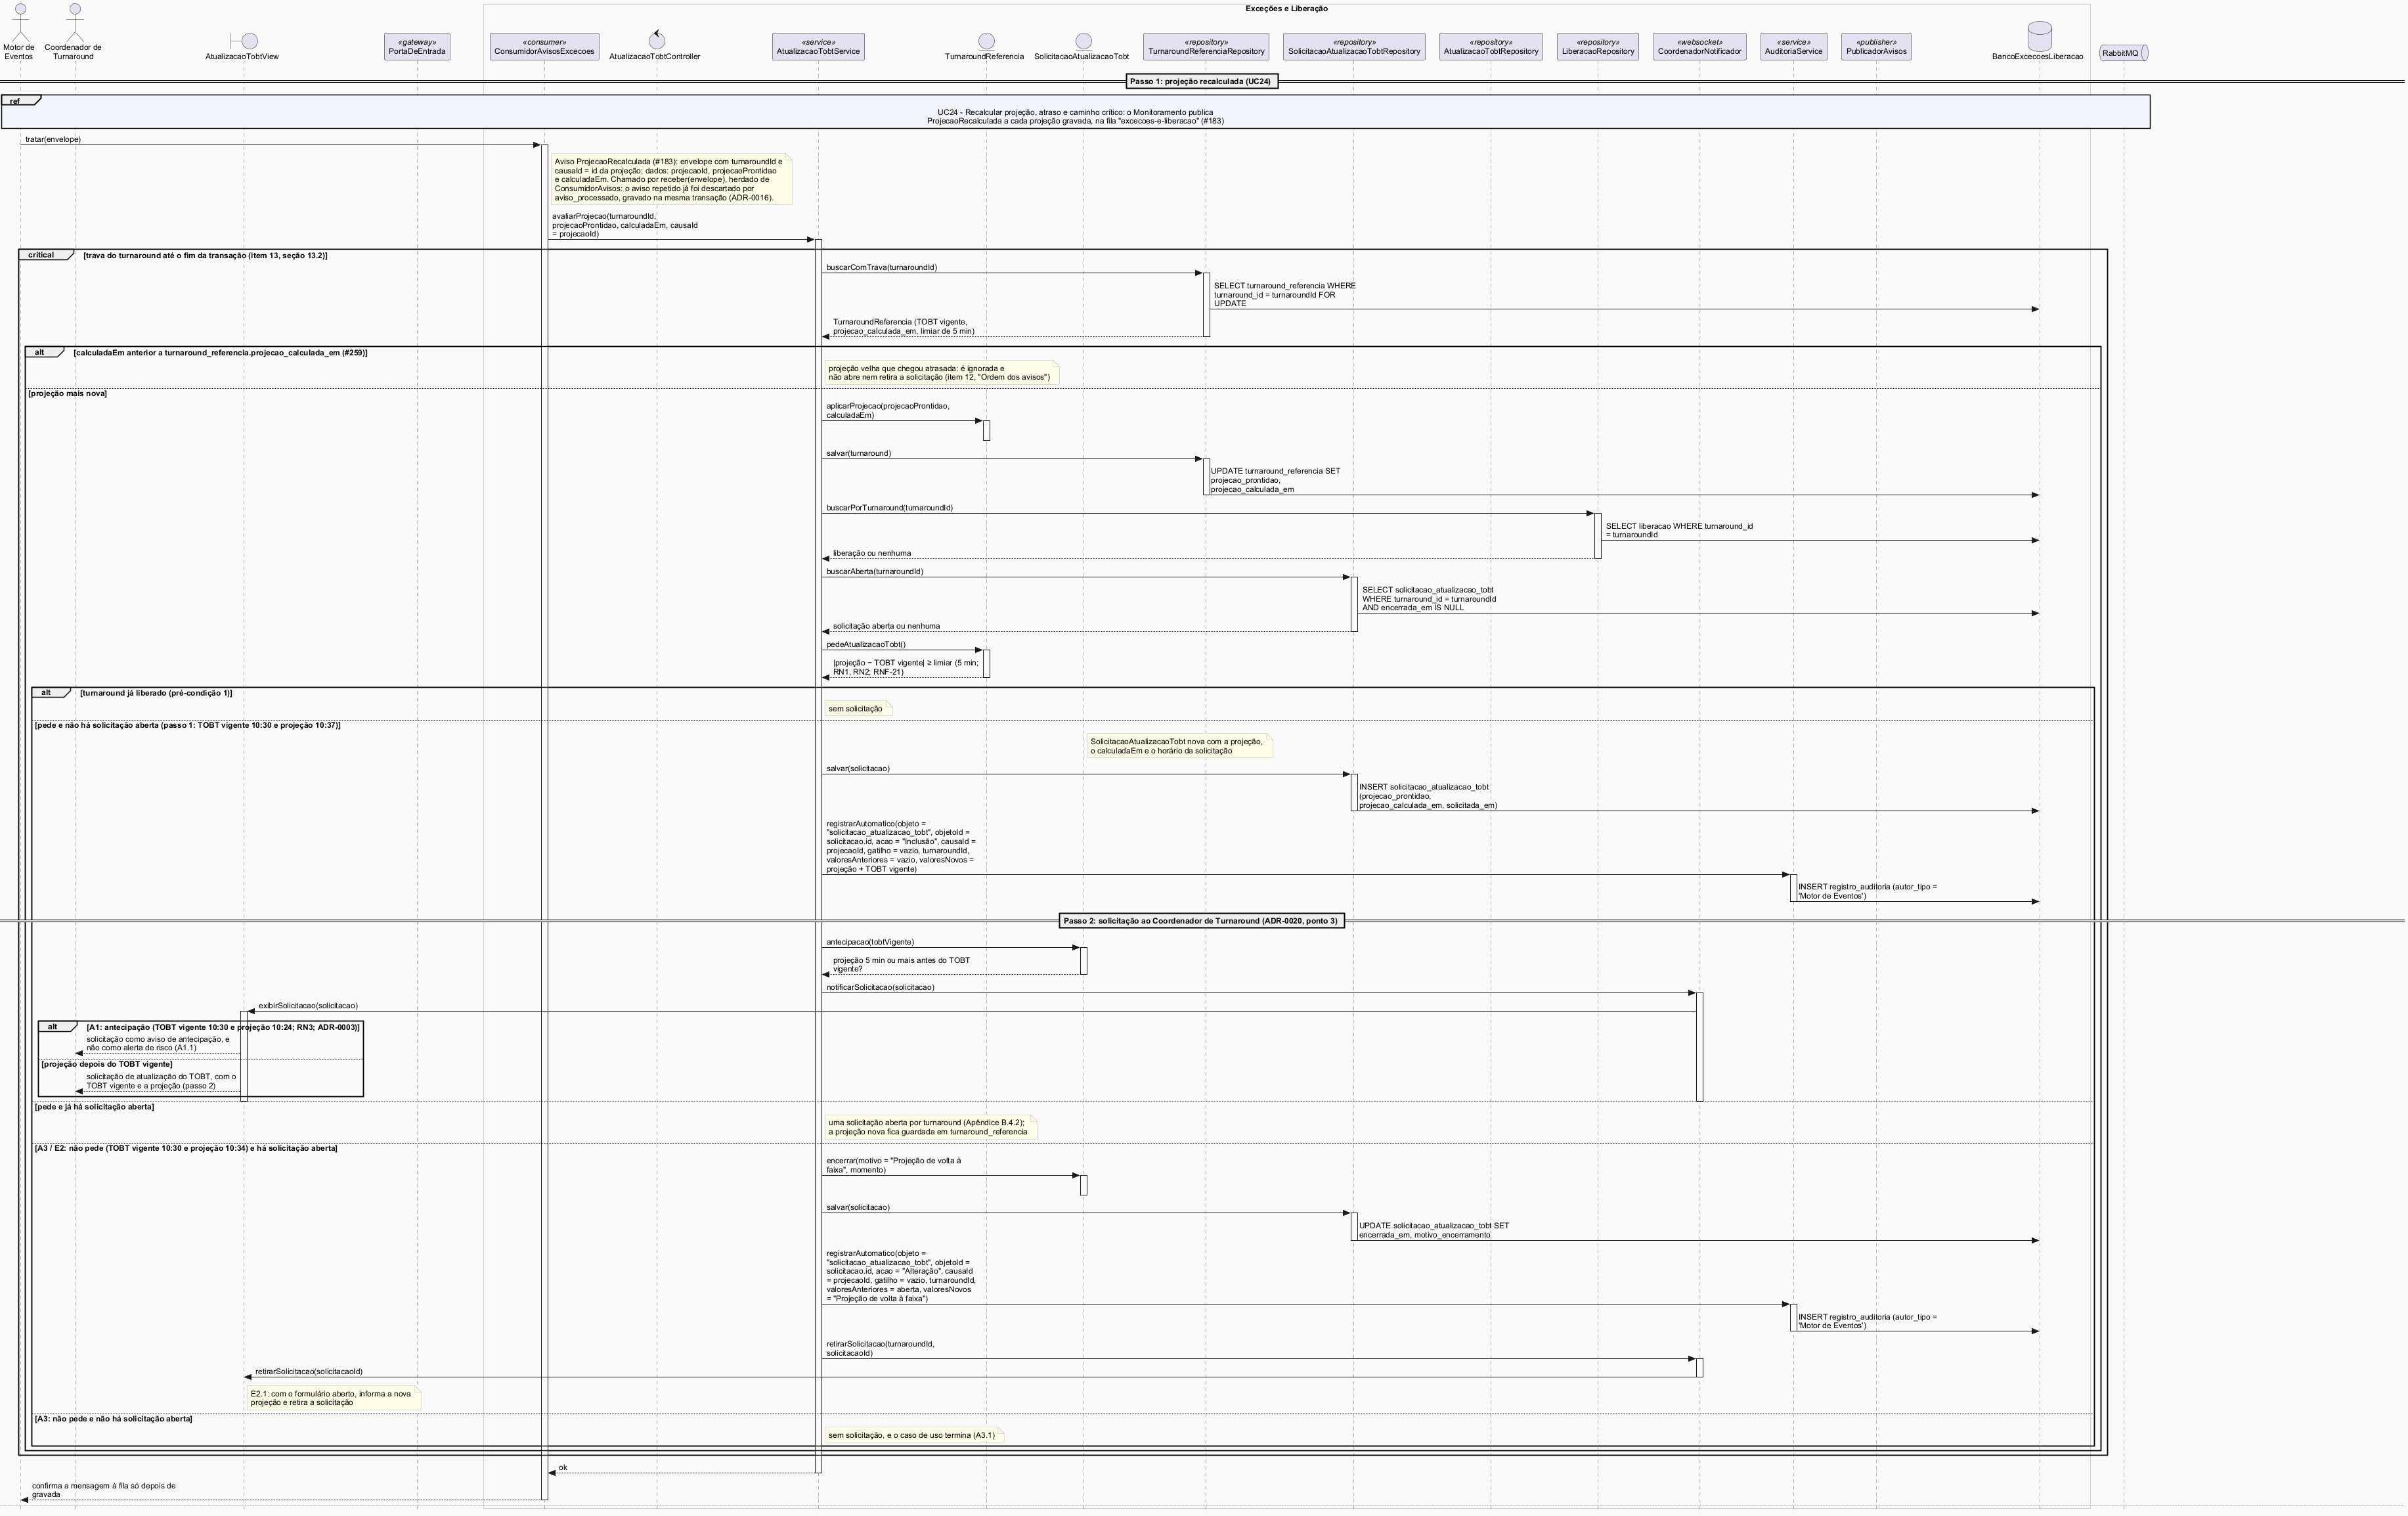 Exceções e Liberação
Motor de
Eventos
Coordenador de
Turnaround
AtualizacaoTobtView
«gateway»
PortaDeEntrada
«consumer»
ConsumidorAvisosExcecoes
AtualizacaoTobtController
«service»
AtualizacaoTobtService
TurnaroundReferencia
SolicitacaoAtualizacaoTobt
«repository»
TurnaroundReferenciaRepository
«repository»
SolicitacaoAtualizacaoTobtRepository
«repository»
AtualizacaoTobtRepository
«repository»
LiberacaoRepository
«websocket»
CoordenadorNotificador
«service»
AuditoriaService
«publisher»
PublicadorAvisos
BancoExcecoesLiberacao
RabbitMQ
Passo 1: projeção recalculada (UC24)
ref
UC24 - Recalcular projeção, atraso e caminho crítico: o Monitoramento publica
ProjecaoRecalculada a cada projeção gravada, na fila "excecoes-e-liberacao" (#183)
tratar(envelope)
Aviso ProjecaoRecalculada (#183): envelope com turnaroundId e
causaId = id da projeção; dados: projecaoId, projecaoProntidao
e calculadaEm. Chamado por receber(envelope), herdado de
ConsumidorAvisos: o aviso repetido já foi descartado por
aviso_processado, gravado na mesma transação (ADR-0016).
avaliarProjecao(turnaroundId,
projecaoProntidao, calculadaEm, causaId
= projecaoId)
critical
[trava do turnaround até o fim da transação (item 13, seção 13.2)]
buscarComTrava(turnaroundId)
SELECT turnaround_referencia WHERE
turnaround_id = turnaroundId FOR
UPDATE
TurnaroundReferencia (TOBT vigente,
projecao_calculada_em, limiar de 5 min)
alt
[calculadaEm anterior a turnaround_referencia.projecao_calculada_em (#259)]
projeção velha que chegou atrasada: é ignorada e
não abre nem retira a solicitação (item 12, "Ordem dos avisos")
[projeção mais nova]
aplicarProjecao(projecaoProntidao,
calculadaEm)
salvar(turnaround)
UPDATE turnaround_referencia SET
projecao_prontidao,
projecao_calculada_em
buscarPorTurnaround(turnaroundId)
SELECT liberacao WHERE turnaround_id
= turnaroundId
liberação ou nenhuma
buscarAberta(turnaroundId)
SELECT solicitacao_atualizacao_tobt
WHERE turnaround_id = turnaroundId
AND encerrada_em IS NULL
solicitação aberta ou nenhuma
pedeAtualizacaoTobt()
|projeção − TOBT vigente| ≥ limiar (5 min;
RN1, RN2; RNF-21)
alt
[turnaround já liberado (pré-condição 1)]
sem solicitação
[pede e não há solicitação aberta (passo 1: TOBT vigente 10:30 e projeção 10:37)]
SolicitacaoAtualizacaoTobt nova com a projeção,
o calculadaEm e o horário da solicitação
salvar(solicitacao)
INSERT solicitacao_atualizacao_tobt
(projecao_prontidao,
projecao_calculada_em, solicitada_em)
registrarAutomatico(objeto =
"solicitacao_atualizacao_tobt", objetoId =
solicitacao.id, acao = "Inclusão", causaId =
projecaoId, gatilho = vazio, turnaroundId,
valoresAnteriores = vazio, valoresNovos =
projeção + TOBT vigente)
INSERT registro_auditoria (autor_tipo =
'Motor de Eventos')
Passo 2: solicitação ao Coordenador de Turnaround (ADR-0020, ponto 3)
antecipacao(tobtVigente)
projeção 5 min ou mais antes do TOBT
vigente?
notificarSolicitacao(solicitacao)
exibirSolicitacao(solicitacao)
alt
[A1: antecipação (TOBT vigente 10:30 e projeção 10:24; RN3; ADR-0003)]
solicitação como aviso de antecipação, e
não como alerta de risco (A1.1)
[projeção depois do TOBT vigente]
solicitação de atualização do TOBT, com o
TOBT vigente e a projeção (passo 2)
[pede e já há solicitação aberta]
uma solicitação aberta por turnaround (Apêndice B.4.2);
a projeção nova fica guardada em turnaround_referencia
[A3 / E2: não pede (TOBT vigente 10:30 e projeção 10:34) e há solicitação aberta]
encerrar(motivo = "Projeção de volta à
faixa", momento)
salvar(solicitacao)
UPDATE solicitacao_atualizacao_tobt SET
encerrada_em, motivo_encerramento
registrarAutomatico(objeto =
"solicitacao_atualizacao_tobt", objetoId =
solicitacao.id, acao = "Alteração", causaId
= projecaoId, gatilho = vazio, turnaroundId,
valoresAnteriores = aberta, valoresNovos
= "Projeção de volta à faixa")
INSERT registro_auditoria (autor_tipo =
'Motor de Eventos')
retirarSolicitacao(turnaroundId,
solicitacaoId)
retirarSolicitacao(solicitacaoId)
E2.1: com o formulário aberto, informa a nova
projeção e retira a solicitação
[A3: não pede e não há solicitação aberta]
sem solicitação, e o caso de uso termina (A3.1)
ok
confirma a mensagem à fila só depois de
gravada